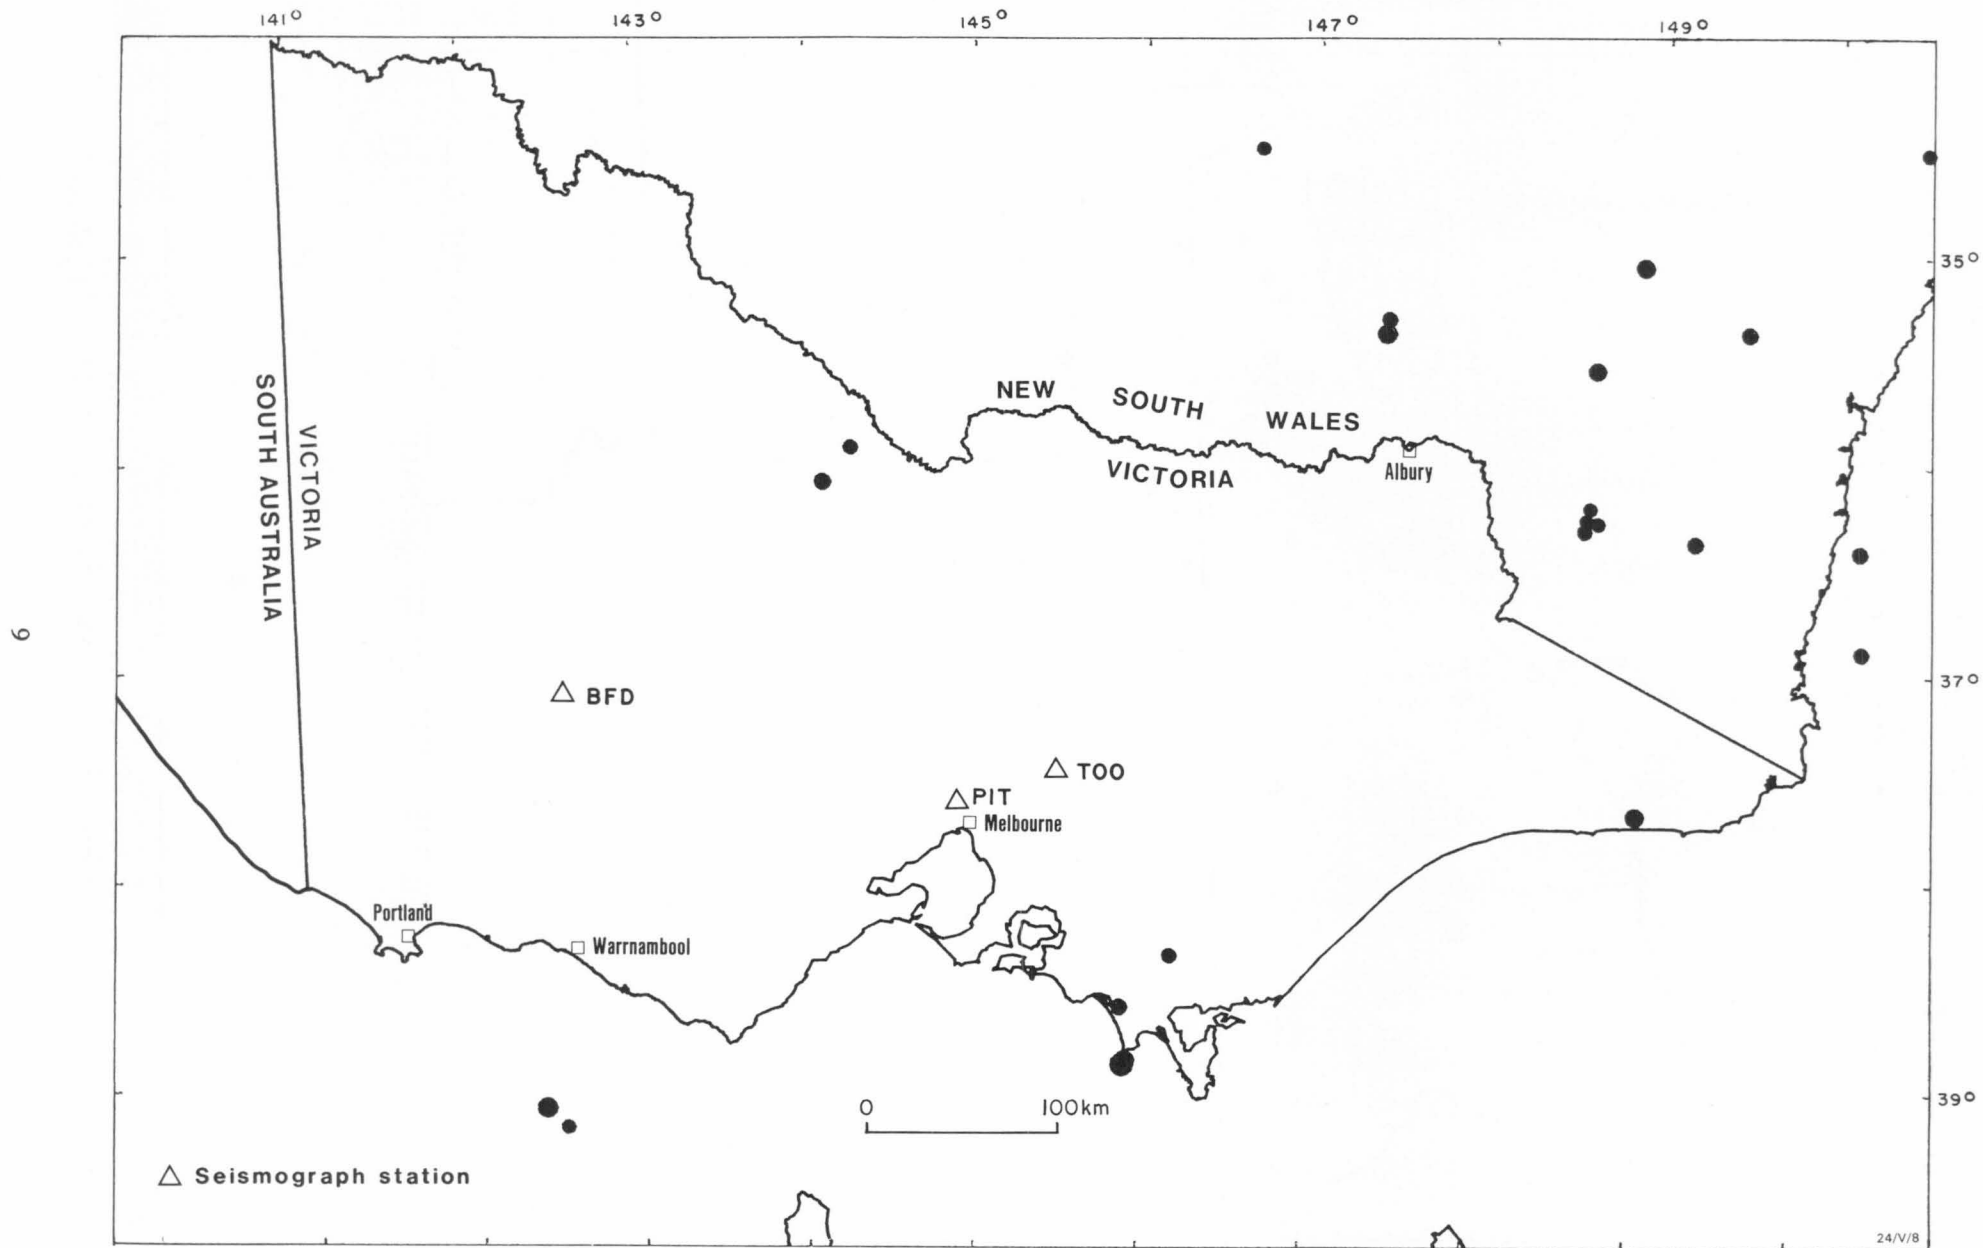 141° 143° 145° 147° 149°
35°
NEW SOUTH WALES
VICTORIA
Albury
SOUTH AUSTRALIA
VICTORIA
9
BFD
37°
TOO
PIT
Melbourne
Portland
Warrnambool
0 100km
39°
Seismograph station
24/V/8